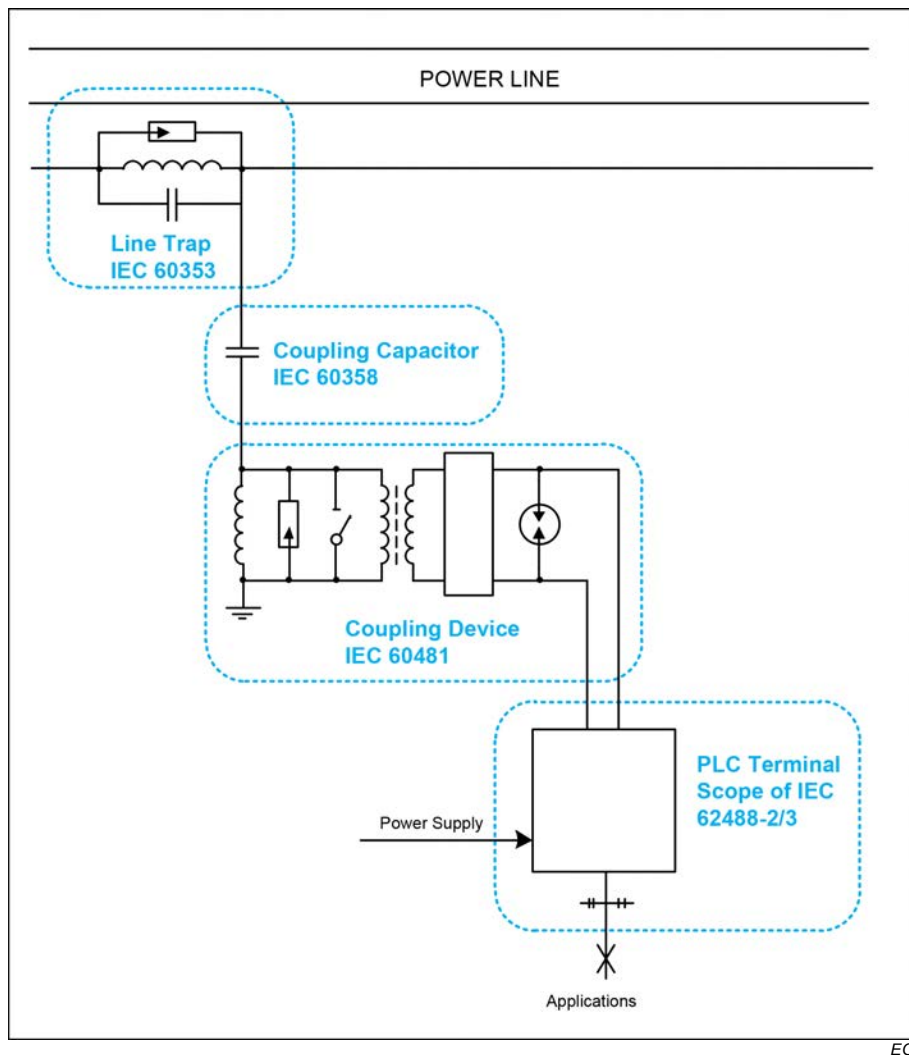 POWER LINE
Line Trap
IEC 60353
Coupling Capacitor
IEC 60358
Coupling Device
IEC 60481
PLC Terminal
Scope of IEC
62488-2/3
Power Supply
Applications